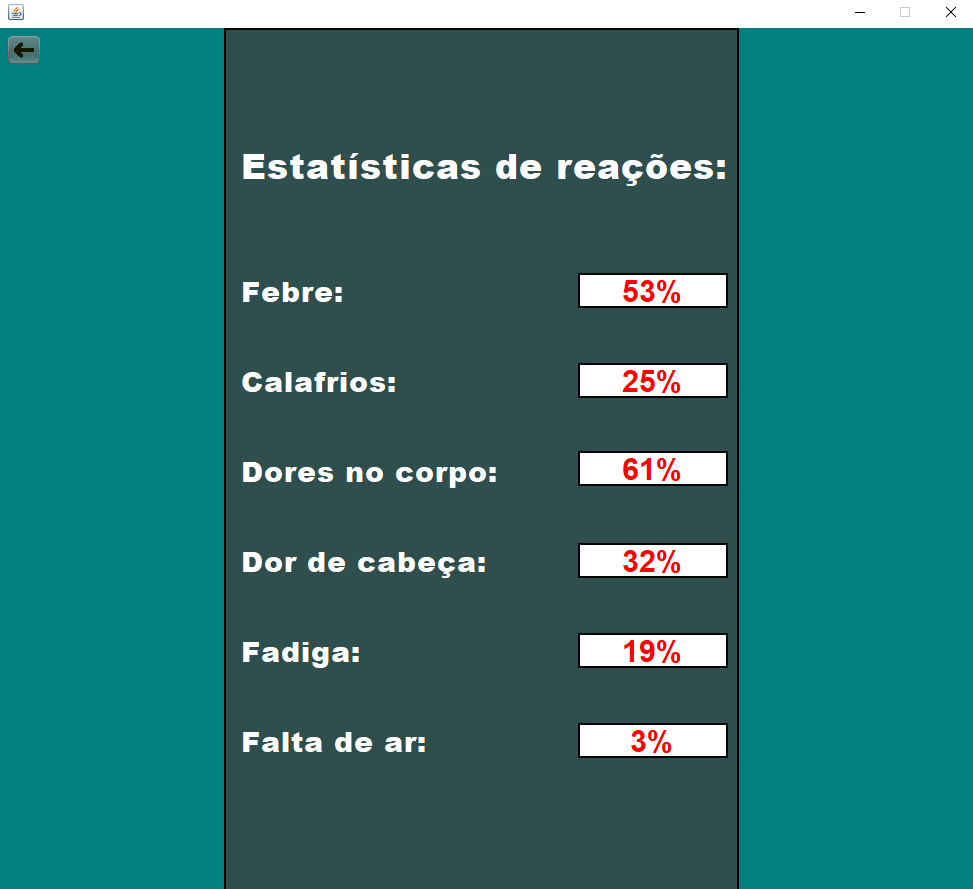 Estatísticas de reações:
Febre: 53%
Calafrios: 25%
Dores no corpo: 61%
Dor de cabeça: 32%
Fadiga: 19%
Falta de ar: 3%